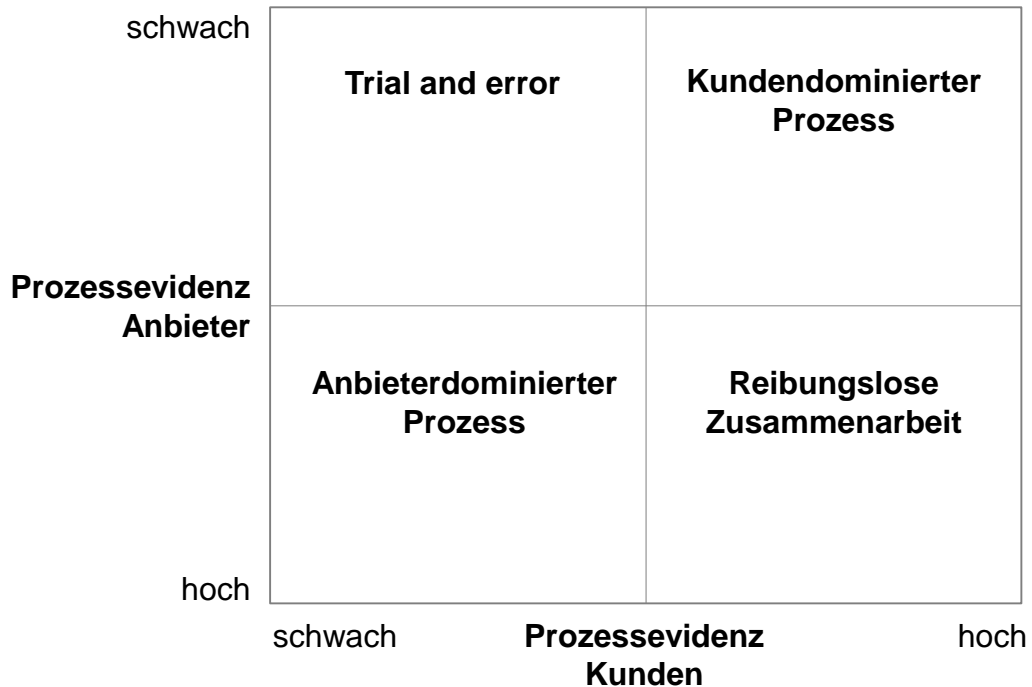 schwach
Trial and error
Kundendominierter
Prozess
Prozessevidenz
Anbieter
Anbieterdominierter
Prozess
Reibungslose
Zusammenarbeit
hoch
schwach
Prozessevidenz
Kunden
hoch